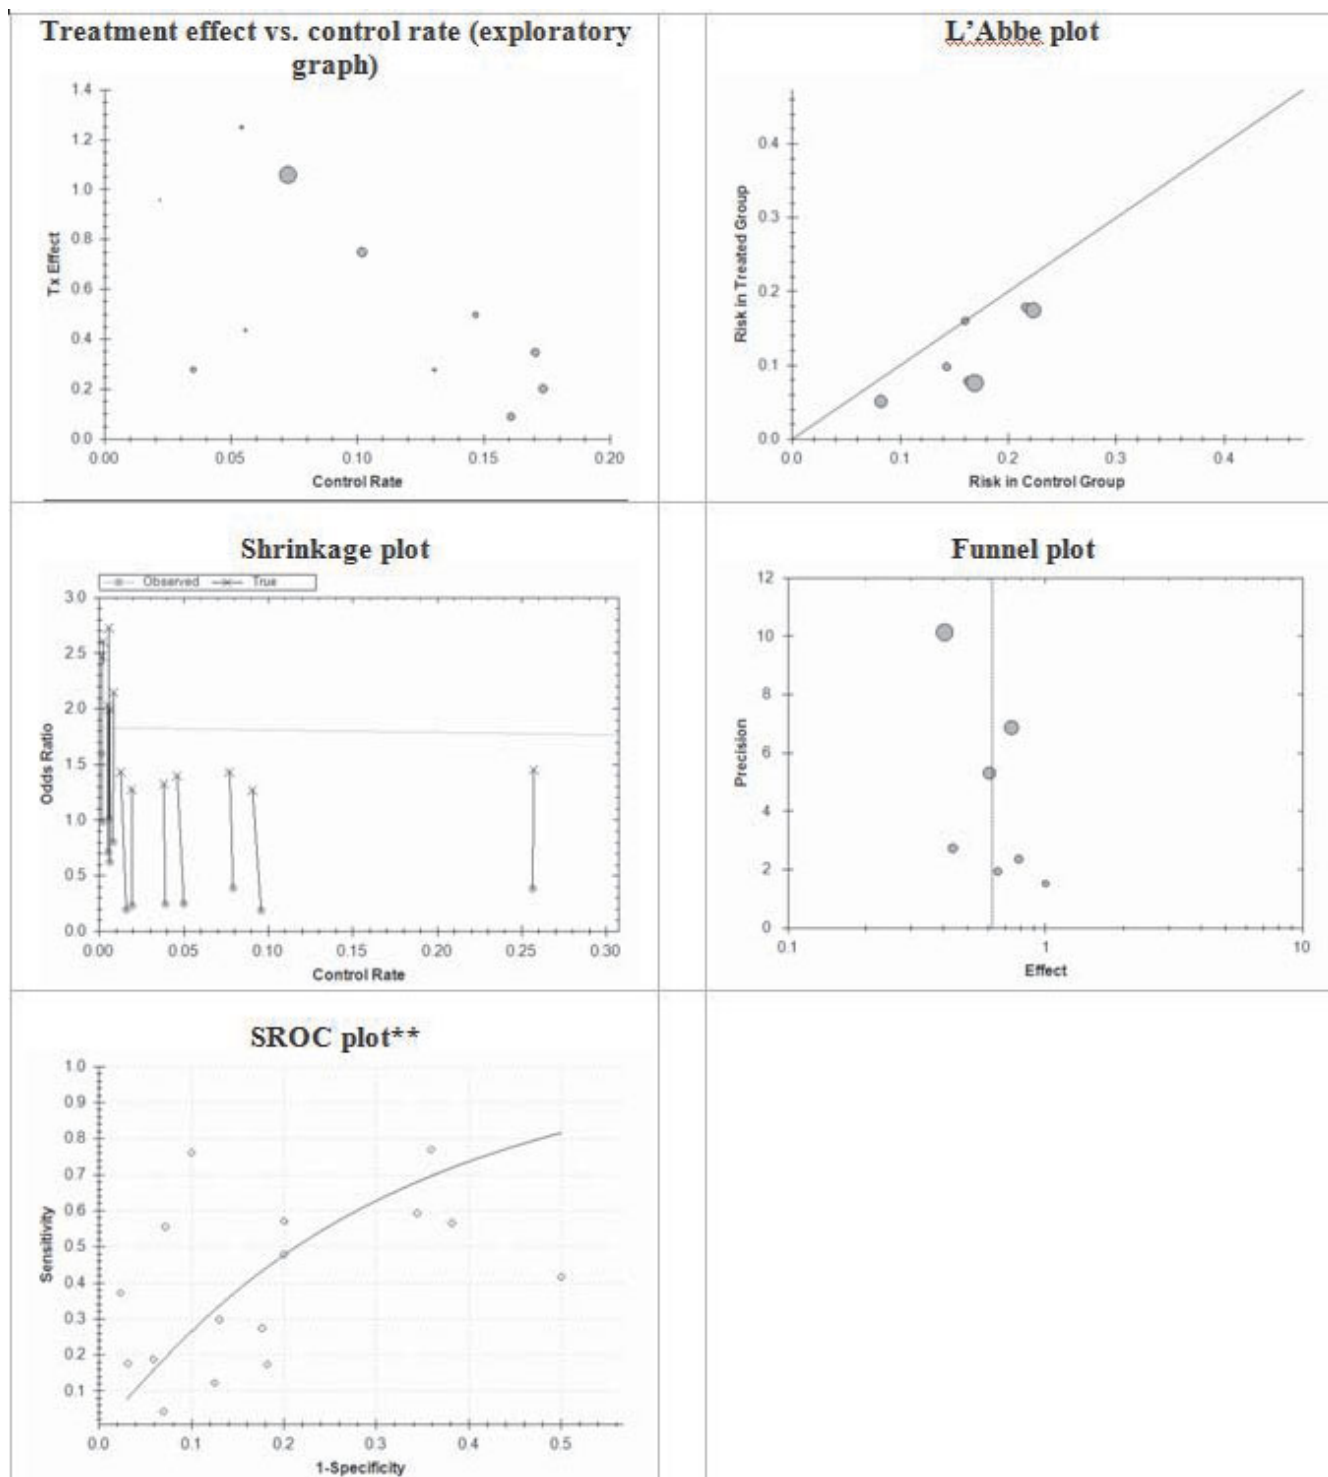 Treatment effect vs. control rate (exploratory
graph)
1.4
1.2
1.0
0.8
0.6
0.4
0.2
0.0
Tx Effect
0.00 0.05 0.10 0.15 0.20
Control Rate
L’Abbe plot
0.4
0.3
0.2
0.1
0.0
Risk in Treated Group
0.0 0.1 0.2 0.3 0.4
Risk in Control Group
Shrinkage plot
Observed True
3.0
2.5
2.0
1.5
1.0
0.5
0.0
Odds Ratio
0.00 0.05 0.10 0.15 0.20 0.25 0.30
Control Rate
Funnel plot
12
10
8
6
4
2
0
Precision
0.1 1 10
Effect
SROC plot**
1.0
0.9
0.8
0.7
0.6
0.5
0.4
0.3
0.2
0.1
Sensitivity
0.0 0.1 0.2 0.3 0.4 0.5
1-Specificity